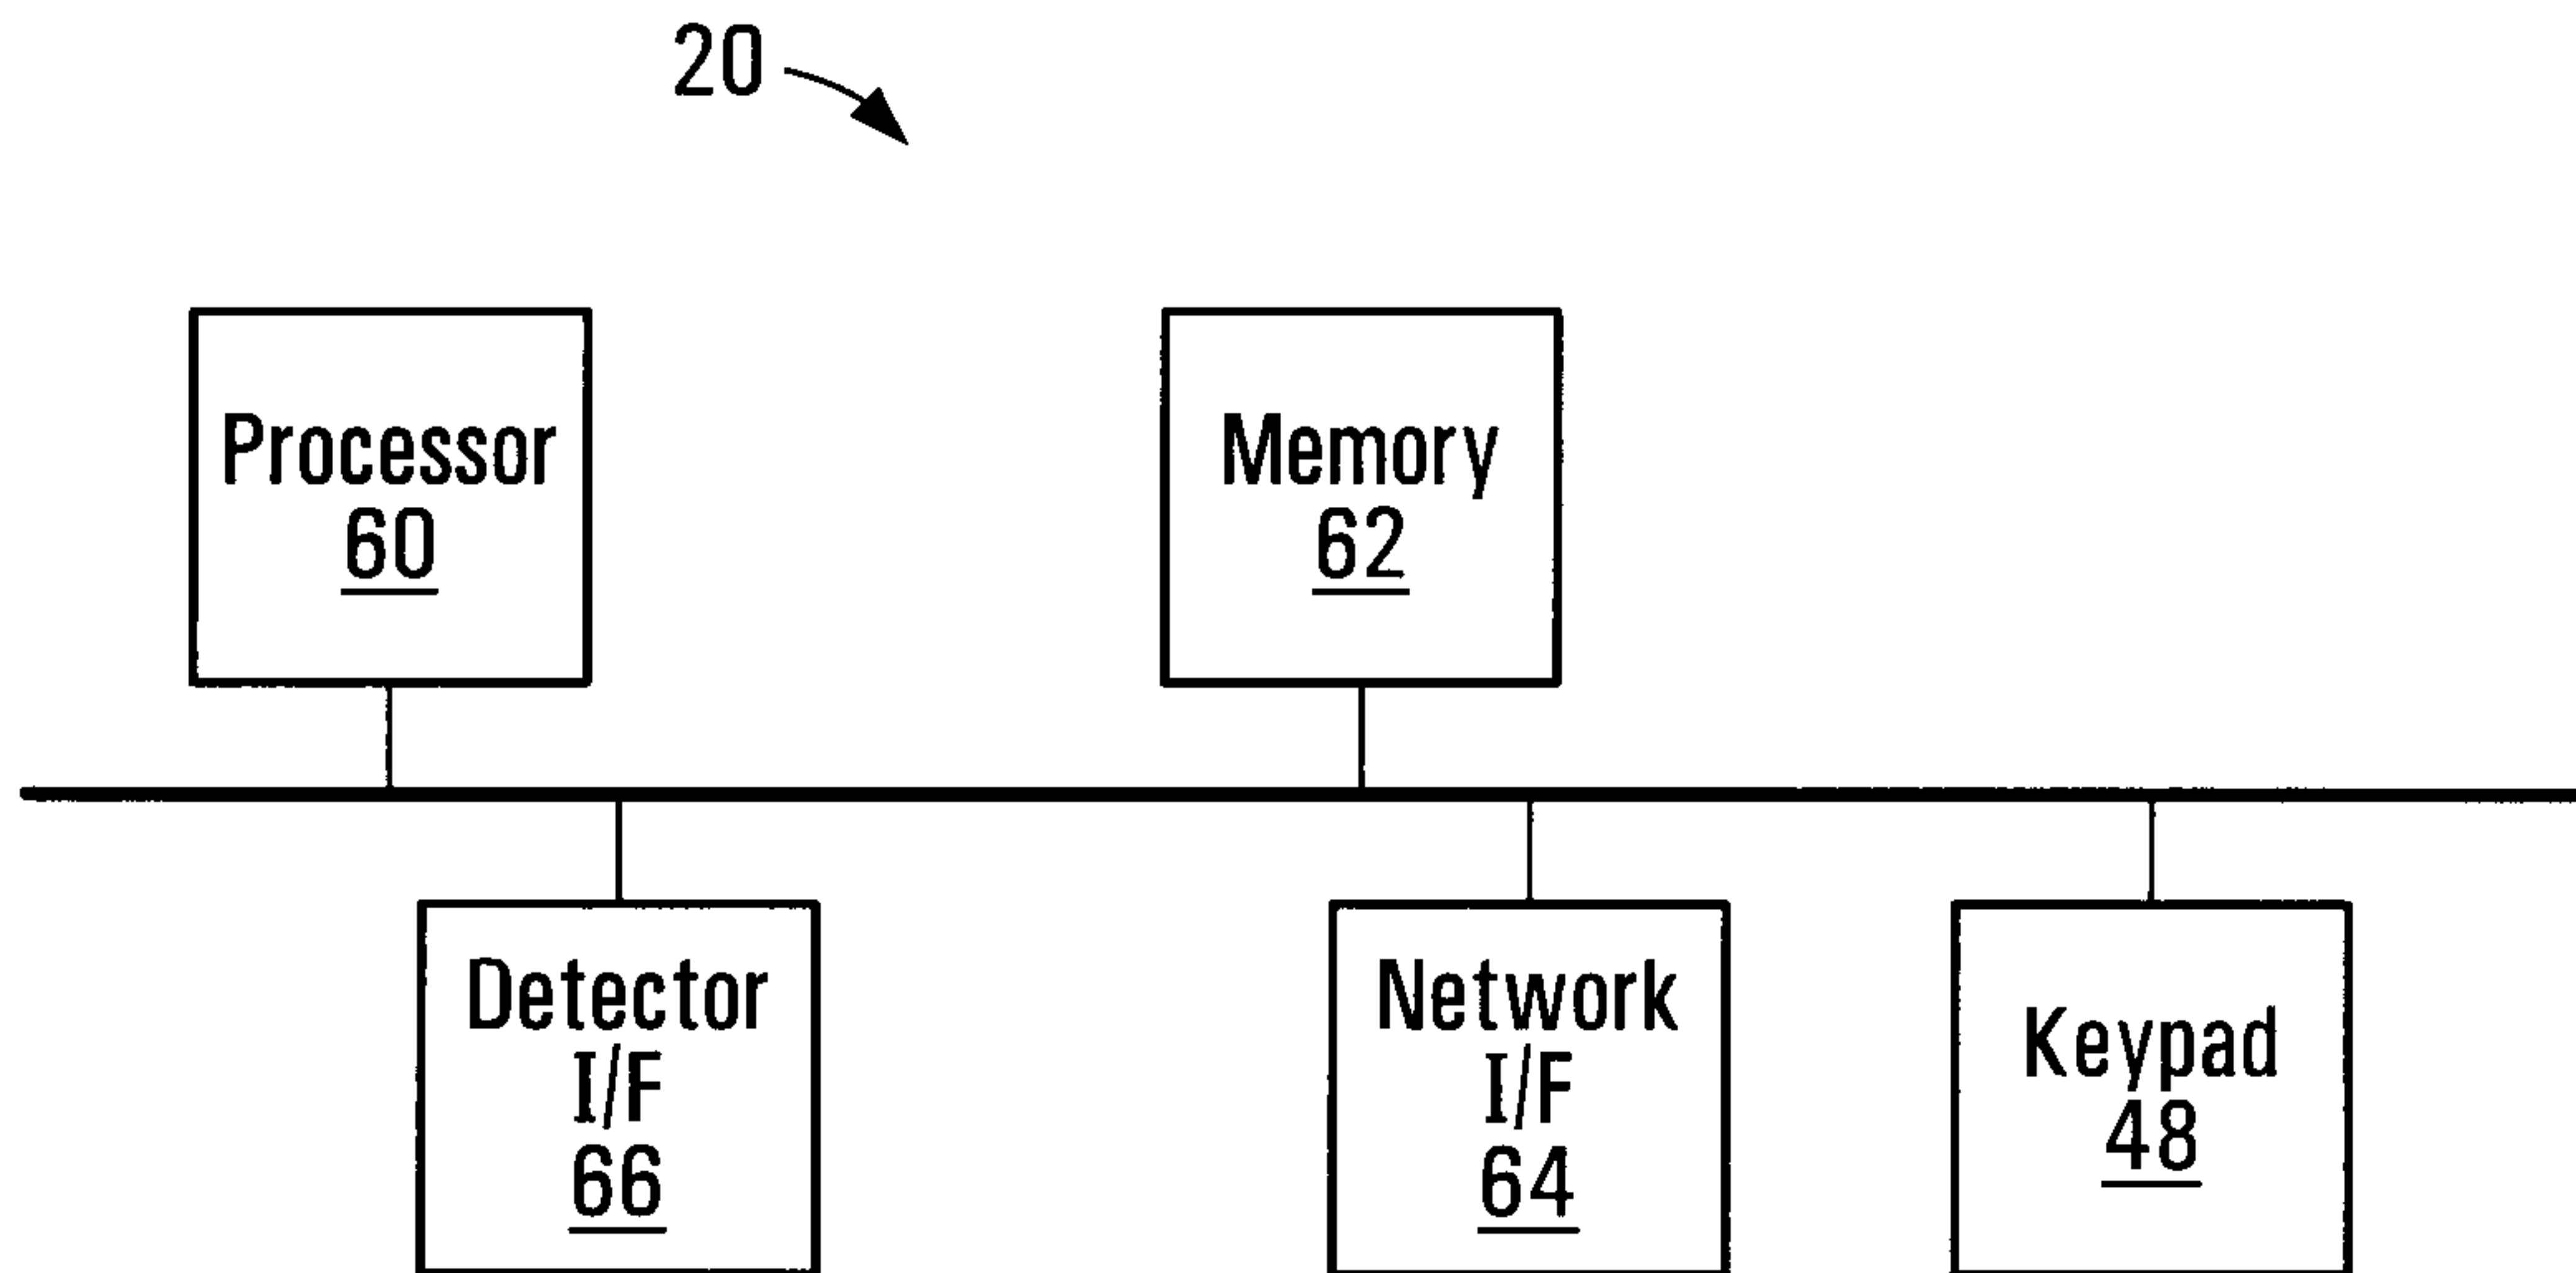 20
Processor
60
Memory
62
Detector
I/F
66
Network
I/F
64
Keypad
48